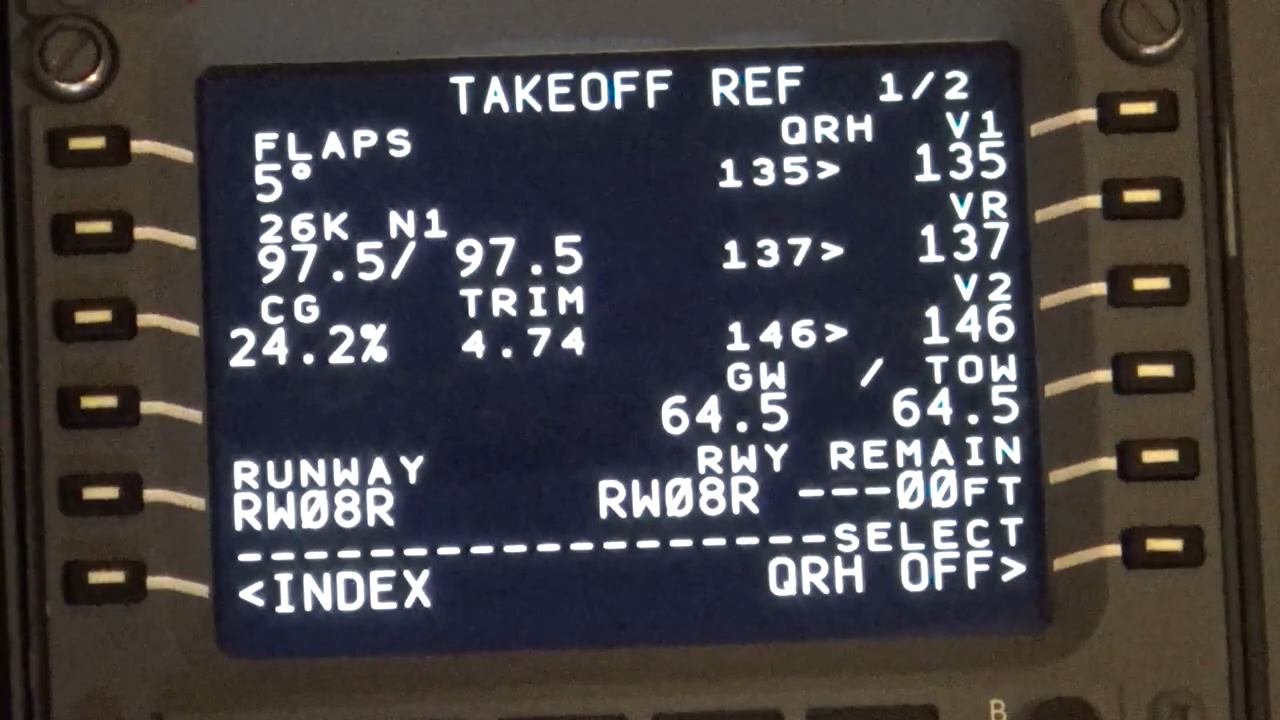 TAKEOFF REF 1/2
FLAPS QRH V1
5° 135> 135
26K N1 VR
97.5/ 97.5 137> 137
CG TRIM V2
24.2% 4.74 146> 146
GW / TOW
64.5 64.5
RUNWAY RWY REMAIN
RW08R RW08R ---00FT
------------------SELECT
<INDEX QRH OFF>
B